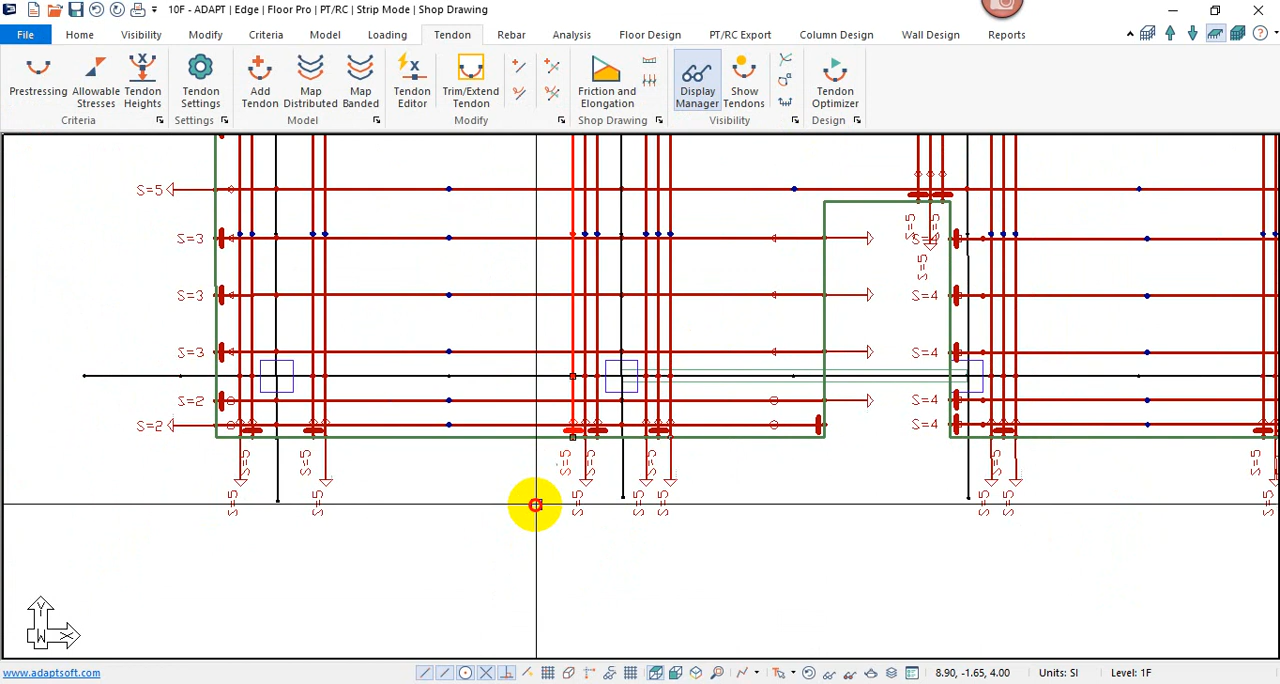 10F - ADAPT | Edge | Floor Pro | PT/RC | Strip Mode | Shop Drawing
File Home Visibility Modify Criteria Model Loading Tendon Rebar Analysis Floor Design PT/RC Export Column Design Wall Design Reports
Prestressing Allowable Stresses Tendon Heights Tendon Settings Add Tendon Map Distributed Map Banded Tendon Editor Trim/Extend Tendon Friction and Elongation Display Manager Show Tendons Tendon Optimizer
Criteria Settings Model Modify Shop Drawing Visibility Design
S=5
S=5 S=5
S=3
S=5
S=3 S=4
S=3 S=4
S=2 S=4
S=2 S=4
S=5 S=5 S=5 S=5 S=5 S=5 S=5
S=5 S=5 S=5 S=5 S=5 S=5 S=5 S=5
Y
W X
www.adaptsoft.com 8.90, -1.65, 4.00 Units: SI Level: 1F